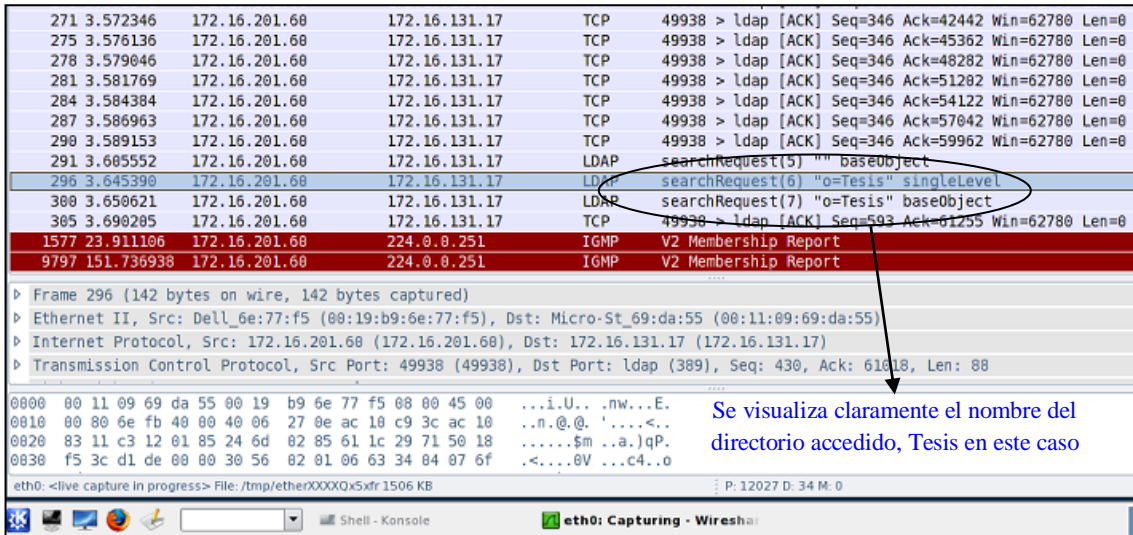 271 3.572346 172.16.201.60 172.16.131.17 TCP 49938 > ldap [ACK] Seq=346 Ack=42442 Win=62780 Len=0
275 3.576136 172.16.201.60 172.16.131.17 TCP 49938 > ldap [ACK] Seq=346 Ack=45362 Win=62780 Len=0
278 3.579046 172.16.201.60 172.16.131.17 TCP 49938 > ldap [ACK] Seq=346 Ack=48282 Win=62780 Len=0
281 3.581769 172.16.201.60 172.16.131.17 TCP 49938 > ldap [ACK] Seq=346 Ack=51202 Win=62780 Len=0
284 3.584384 172.16.201.60 172.16.131.17 TCP 49938 > ldap [ACK] Seq=346 Ack=54122 Win=62780 Len=0
287 3.586963 172.16.201.60 172.16.131.17 TCP 49938 > ldap [ACK] Seq=346 Ack=57042 Win=62780 Len=0
290 3.589153 172.16.201.60 172.16.131.17 TCP 49938 > ldap [ACK] Seq=346 Ack=59962 Win=62780 Len=0
291 3.605552 172.16.201.60 172.16.131.17 LDAP searchRequest(5) "" baseObject
296 3.645390 172.16.201.60 172.16.131.17 LDAP searchRequest(6) "o=Tesis" singleLevel
300 3.650621 172.16.201.60 172.16.131.17 LDAP searchRequest(7) "o=Tesis" baseObject
305 3.690205 172.16.201.60 172.16.131.17 TCP 49938 > ldap [ACK] Seq=593 Ack=61255 Win=62780 Len=0
1577 23.911106 172.16.201.60 224.0.0.251 IGMP V2 Membership Report
9797 151.736938 172.16.201.60 224.0.0.251 IGMP V2 Membership Report
Frame 296 (142 bytes on wire, 142 bytes captured)
Ethernet II, Src: Dell_6e:77:f5 (00:19:b9:6e:77:f5), Dst: Micro-St_69:da:55 (00:11:09:69:da:55)
Internet Protocol, Src: 172.16.201.60 (172.16.201.60), Dst: 172.16.131.17 (172.16.131.17)
Transmission Control Protocol, Src Port: 49938 (49938), Dst Port: ldap (389), Seq: 430, Ack: 61018, Len: 88
0000 00 11 09 69 da 55 00 19 b9 6e 77 f5 08 00 45 00 ...i.U.. .nw...E.
0010 00 80 6e fb 40 00 40 06 27 0e ac 10 c9 3c ac 10 ..n.@.@. '....<..
0020 83 11 c3 12 01 85 24 6d 02 85 61 1c 29 71 50 18 ......$m ..a.)qP.
0030 f5 3c d1 de 00 00 30 56 02 01 06 63 34 04 07 6f .<....0V ...c4..o
Se visualiza claramente el nombre del
directorio accedido, Tesis en este caso
eth0: <live capture in progress> File: /tmp/etherXXXXQx5xfr 1506 KB P: 12027 D: 34 M: 0
Shell - Konsole eth0: Capturing - Wireshar